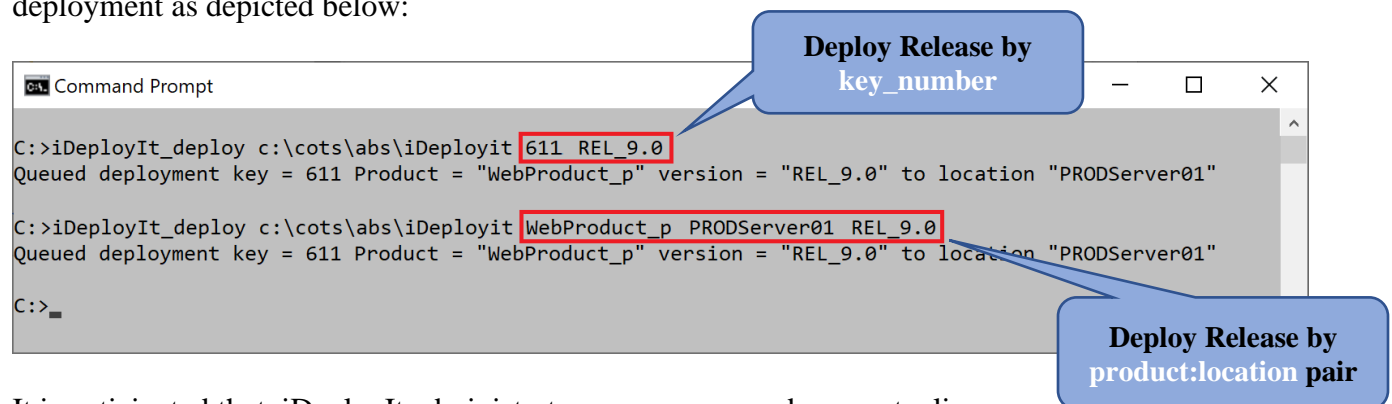 deployment as depicted below:
Deploy Release by
key_number
Command Prompt
C:>iDeployIt_deploy c:\cots\abs\iDeployit 611 REL_9.0
Queued deployment key = 611 Product = "WebProduct_p" version = "REL_9.0" to location "PRODServer01"
C:>iDeployIt_deploy c:\cots\abs\iDeployit WebProduct_p PRODServer01 REL_9.0
Queued deployment key = 611 Product = "WebProduct_p" version = "REL_9.0" to location "PRODServer01"
C:>_
Deploy Release by
product:location pair